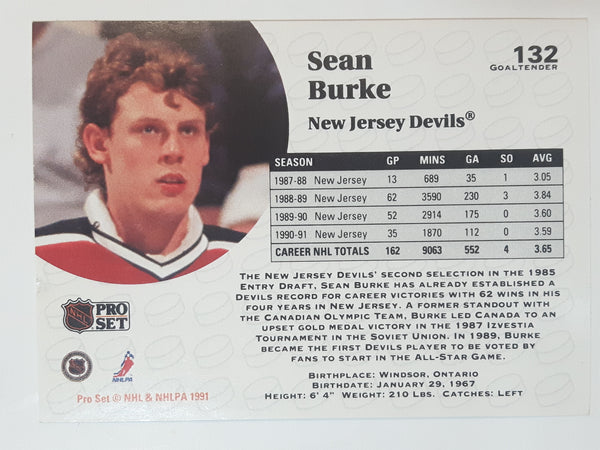 Sean
Burke
132
GOALTENDER
New Jersey Devils®
SEASON GP MINS GA SO AVG
1987-88 New Jersey 13 689 35 1 3.05
1988-89 New Jersey 62 3590 230 3 3.84
1989-90 New Jersey 52 2914 175 0 3.60
1990-91 New Jersey 35 1870 112 0 3.59
CAREER NHL TOTALS 162 9063 552 4 3.65
THE NEW JERSEY DEVILS' SECOND SELECTION IN THE 1985
ENTRY DRAFT, SEAN BURKE HAS ALREADY ESTABLISHED A
DEVILS RECORD FOR CAREER VICTORIES WITH 62 WINS IN HIS
FOUR YEARS IN NEW JERSEY. A FORMER STANDOUT WITH
THE CANADIAN OLYMPIC TEAM, BURKE LED CANADA TO AN
UPSET GOLD MEDAL VICTORY IN THE 1987 IZVESTIA
TOURNAMENT IN THE SOVIET UNION. IN 1989, BURKE
BECAME THE FIRST DEVILS PLAYER TO BE VOTED BY
FANS TO START IN THE ALL-STAR GAME.
BIRTHPLACE: WINDSOR, ONTARIO
BIRTHDATE: JANUARY 29, 1967
HEIGHT: 6' 4" WEIGHT: 210 LBS. CATCHES: LEFT
NHL PRO
SET
NHL
NHLPA
Pro Set © NHL & NHLPA 1991